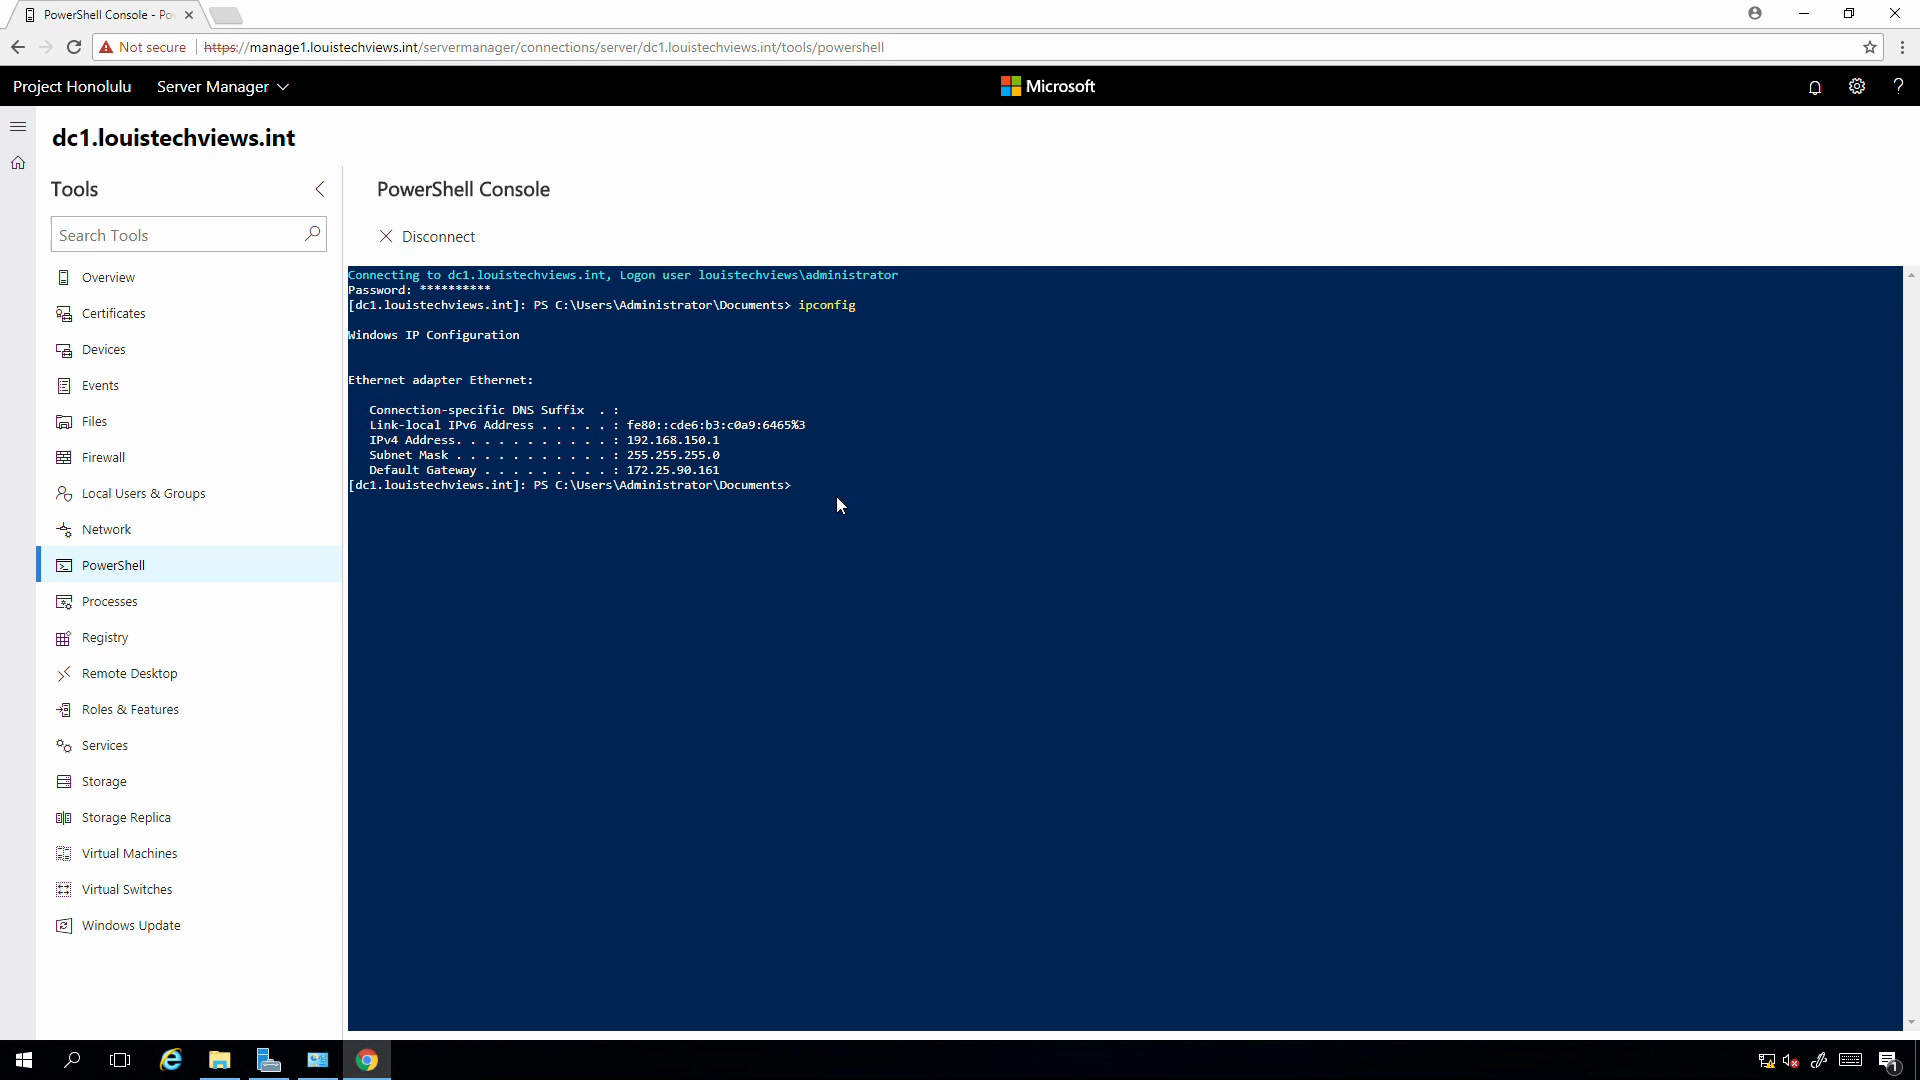 PowerShell Console - Po
Not secure
https://manage1.louistechviews.int/servermanager/connections/server/dc1.louistechviews.int/tools/powershell
Project Honolulu
Server Manager
Microsoft
?
dc1.louistechviews.int
Tools
Search Tools
Overview
Certificates
Devices
Events
Files
Firewall
Local Users & Groups
Network
PowerShell
Processes
Registry
Remote Desktop
Roles & Features
Services
Storage
Storage Replica
Virtual Machines
Virtual Switches
Windows Update
PowerShell Console
Disconnect
Connecting to dc1.louistechviews.int, Logon user louistechviews\administrator
Password: **********
[dc1.louistechviews.int]: PS C:\Users\Administrator\Documents> ipconfig
Windows IP Configuration
Ethernet adapter Ethernet:
Connection-specific DNS Suffix . :
Link-local IPv6 Address . . . . . : fe80::cde6:b3:c0a9:6465%3
IPv4 Address. . . . . . . . . . . : 192.168.150.1
Subnet Mask . . . . . . . . . . . : 255.255.255.0
Default Gateway . . . . . . . . . : 172.25.90.161
[dc1.louistechviews.int]: PS C:\Users\Administrator\Documents>
1